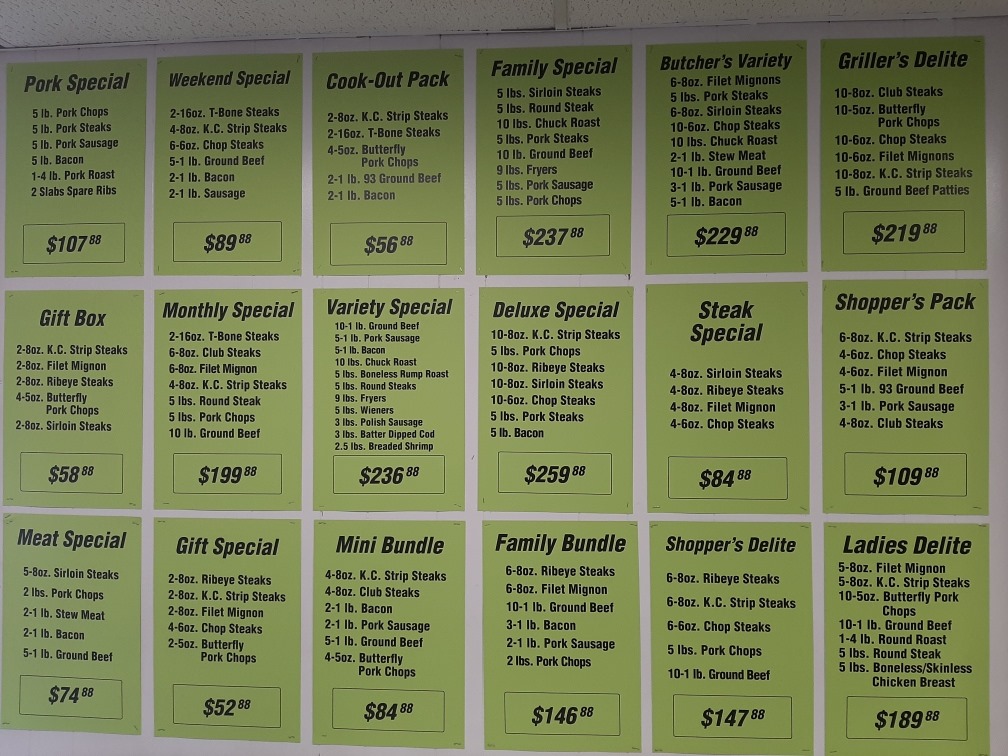 Pork Special
5 lb. Pork Chops
5 lb. Pork Steaks
5 lb. Pork Sausage
5 lb. Bacon
1-4 lb. Pork Roast
2 Slabs Spare Ribs
$107 88
Weekend Special
2-16oz. T-Bone Steaks
4-8oz. K.C. Strip Steaks
6-6oz. Chop Steaks
5-1 lb. Ground Beef
2-1 lb. Bacon
2-1 lb. Sausage
$89 88
Cook-Out Pack
2-8oz. K.C. Strip Steaks
2-16oz. T-Bone Steaks
4-5oz. Butterfly
Pork Chops
2-1 lb. 93 Ground Beef
2-1 lb. Bacon
$56 88
Family Special
5 lbs. Sirloin Steaks
5 lbs. Round Steak
10 lbs. Chuck Roast
5 lbs. Pork Steaks
10 lb. Ground Beef
9 lbs. Fryers
5 lbs. Pork Sausage
5 lbs. Pork Chops
$237 88
Butcher's Variety
6-8oz. Filet Mignons
5 lbs. Pork Steaks
6-8oz. Sirloin Steaks
10-6oz. Chop Steaks
10 lbs. Chuck Roast
2-1 lb. Stew Meat
10-1 lb. Ground Beef
3-1 lb. Pork Sausage
5-1 lb. Bacon
$229 88
Griller's Delite
10-8oz. Club Steaks
10-5oz. Butterfly
Pork Chops
10-6oz. Chop Steaks
10-6oz. Filet Mignons
10-8oz. K.C. Strip Steaks
5 lb. Ground Beef Patties
$219 88
Gift Box
2-8oz. K.C. Strip Steaks
2-8oz. Filet Mignon
2-8oz. Ribeye Steaks
4-5oz. Butterfly
Pork Chops
2-8oz. Sirloin Steaks
$58 88
Monthly Special
2-16oz. T-Bone Steaks
6-8oz. Club Steaks
6-8oz. Filet Mignon
4-8oz. K.C. Strip Steaks
5 lbs. Round Steak
5 lbs. Pork Chops
10 lb. Ground Beef
$199 88
Variety Special
10-1 lb. Ground Beef
5-1 lb. Pork Sausage
5-1 lb. Bacon
10 lbs. Chuck Roast
5 lbs. Boneless Rump Roast
5 lbs. Round Steaks
9 lbs. Fryers
5 lbs. Wieners
3 lbs. Polish Sausage
3 lbs. Batter Dipped Cod
2.5 lbs. Breaded Shrimp
$236 88
Deluxe Special
10-8oz. K.C. Strip Steaks
5 lbs. Pork Chops
10-8oz. Ribeye Steaks
10-8oz. Sirloin Steaks
10-6oz. Chop Steaks
5 lbs. Pork Steaks
5 lb. Bacon
$259 88
Steak
Special
4-8oz. Sirloin Steaks
4-8oz. Ribeye Steaks
4-8oz. Filet Mignon
4-6oz. Chop Steaks
$84 88
Shopper's Pack
6-8oz. K.C. Strip Steaks
4-6oz. Chop Steaks
4-6oz. Filet Mignon
5-1 lb. 93 Ground Beef
3-1 lb. Pork Sausage
4-8oz. Club Steaks
$109 88
Meat Special
5-8oz. Sirloin Steaks
2 lbs. Pork Chops
2-1 lb. Stew Meat
2-1 lb. Bacon
5-1 lb. Ground Beef
$74 88
Gift Special
2-8oz. Ribeye Steaks
2-8oz. K.C. Strip Steaks
2-8oz. Filet Mignon
4-6oz. Chop Steaks
2-5oz. Butterfly
Pork Chops
$52 88
Mini Bundle
4-8oz. K.C. Strip Steaks
4-8oz. Club Steaks
2-1 lb. Bacon
2-1 lb. Pork Sausage
5-1 lb. Ground Beef
4-5oz. Butterfly
Pork Chops
$84 88
Family Bundle
6-8oz. Ribeye Steaks
6-8oz. Filet Mignon
10-1 lb. Ground Beef
3-1 lb. Bacon
2-1 lb. Pork Sausage
2 lbs. Pork Chops
$146 88
Shopper's Delite
6-8oz. Ribeye Steaks
6-8oz. K.C. Strip Steaks
6-6oz. Chop Steaks
5 lbs. Pork Chops
10-1 lb. Ground Beef
$147 88
Ladies Delite
5-8oz. Filet Mignon
5-8oz. K.C. Strip Steaks
10-5oz. Butterfly Pork
Chops
10-1 lb. Ground Beef
1-4 lb. Round Roast
5 lbs. Round Steak
5 lbs. Boneless/Skinless
Chicken Breast
$189 88